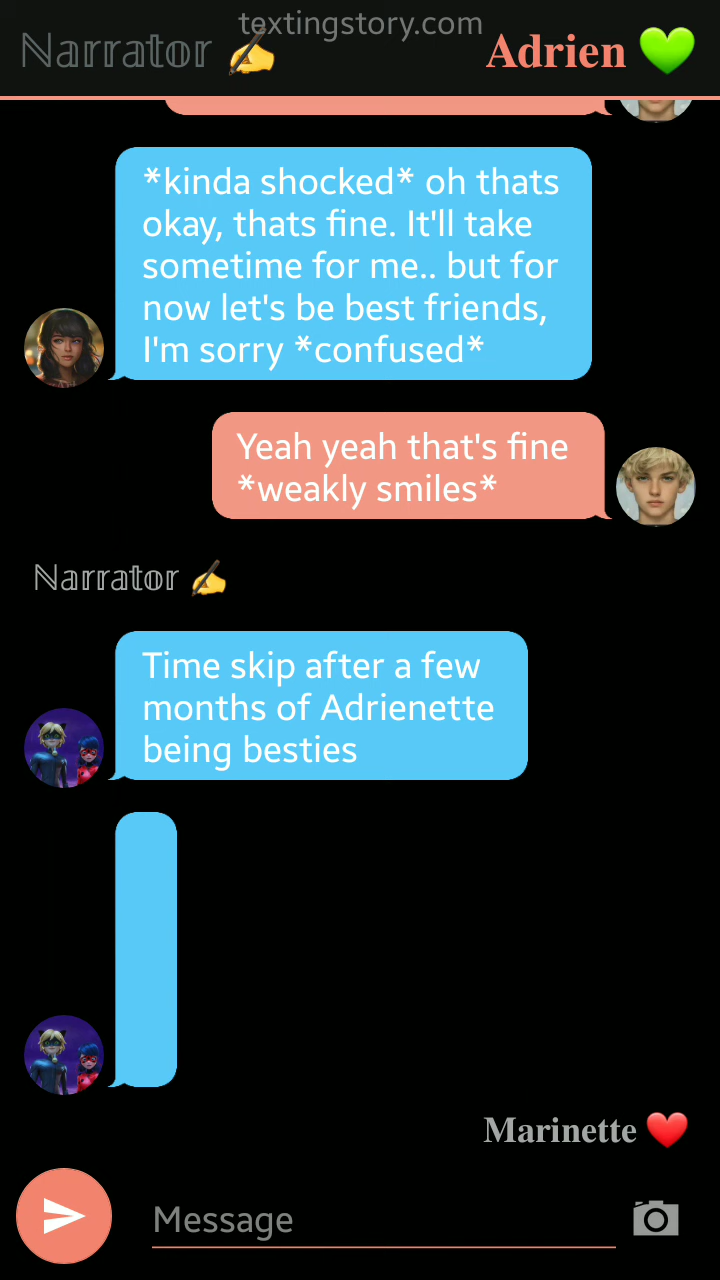 textingstory.com
Narrator ✍️ Adrien 💚
*kinda shocked* oh thats
okay, thats fine. It'll take
sometime for me.. but for
now let's be best friends,
I'm sorry *confused*
Yeah yeah that's fine
*weakly smiles*
Narrator ✍️
Time skip after a few
months of Adrienette
being besties
Marinette ❤️
Message